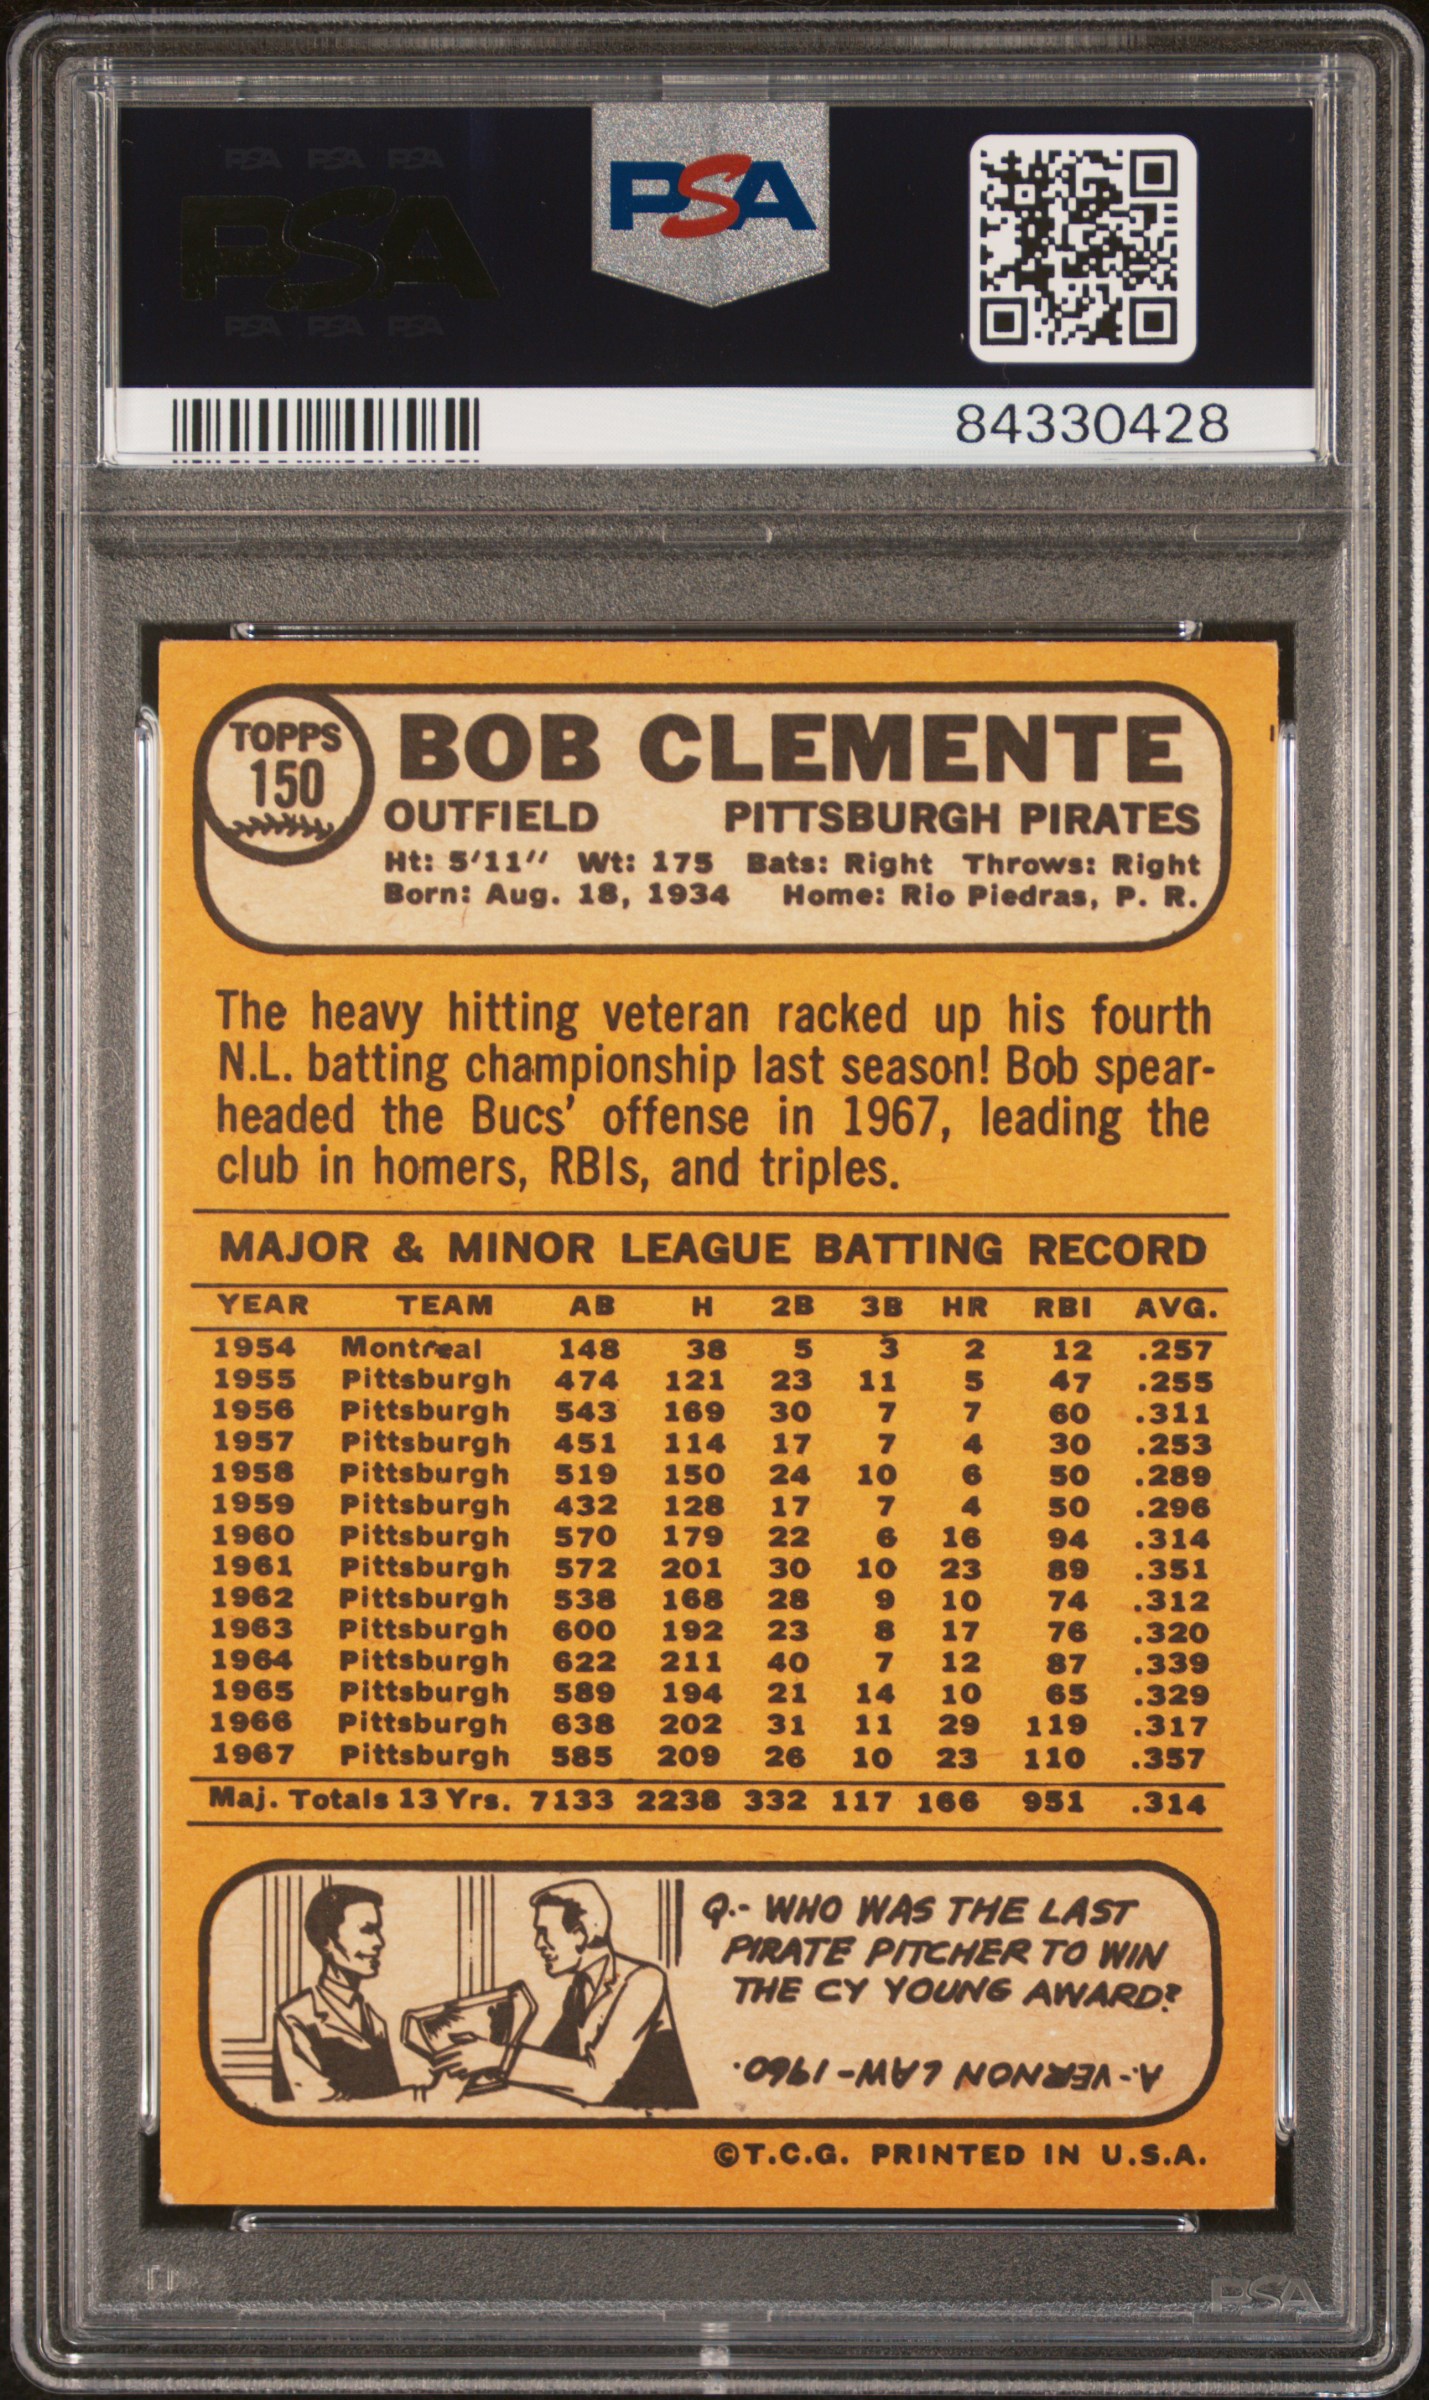 PSA PSA PSA
PSA
PSA PSA PSA
PSA
84330428
TOPPS
150
BOB CLEMENTE
OUTFIELD PITTSBURGH PIRATES
Ht: 5'11" Wt: 175 Bats: Right Throws: Right
Born: Aug. 18, 1934 Home: Rio Piedras, P. R.
The heavy hitting veteran racked up his fourth
N.L. batting championship last season! Bob spear-
headed the Bucs' offense in 1967, leading the
club in homers, RBIs, and triples.
MAJOR & MINOR LEAGUE BATTING RECORD
YEAR TEAM AB H 2B 3B HR RBI AVG.
1954 Montreal 148 38 5 3 2 12 .257
1955 Pittsburgh 474 121 23 11 5 47 .255
1956 Pittsburgh 543 169 30 7 7 60 .311
1957 Pittsburgh 451 114 17 7 4 30 .253
1958 Pittsburgh 519 150 24 10 6 50 .289
1959 Pittsburgh 432 128 17 7 4 50 .296
1960 Pittsburgh 570 179 22 6 16 94 .314
1961 Pittsburgh 572 201 30 10 23 89 .351
1962 Pittsburgh 538 168 28 9 10 74 .312
1963 Pittsburgh 600 192 23 8 17 76 .320
1964 Pittsburgh 622 211 40 7 12 87 .339
1965 Pittsburgh 589 194 21 14 10 65 .329
1966 Pittsburgh 638 202 31 11 29 119 .317
1967 Pittsburgh 585 209 26 10 23 110 .357
Maj. Totals 13 Yrs. 7133 2238 332 117 166 951 .314
Q.- WHO WAS THE LAST
PIRATE PITCHER TO WIN
THE CY YOUNG AWARD?
A.- VERNON LAW - 1960.
©T.C.G. PRINTED IN U.S.A.
PSA